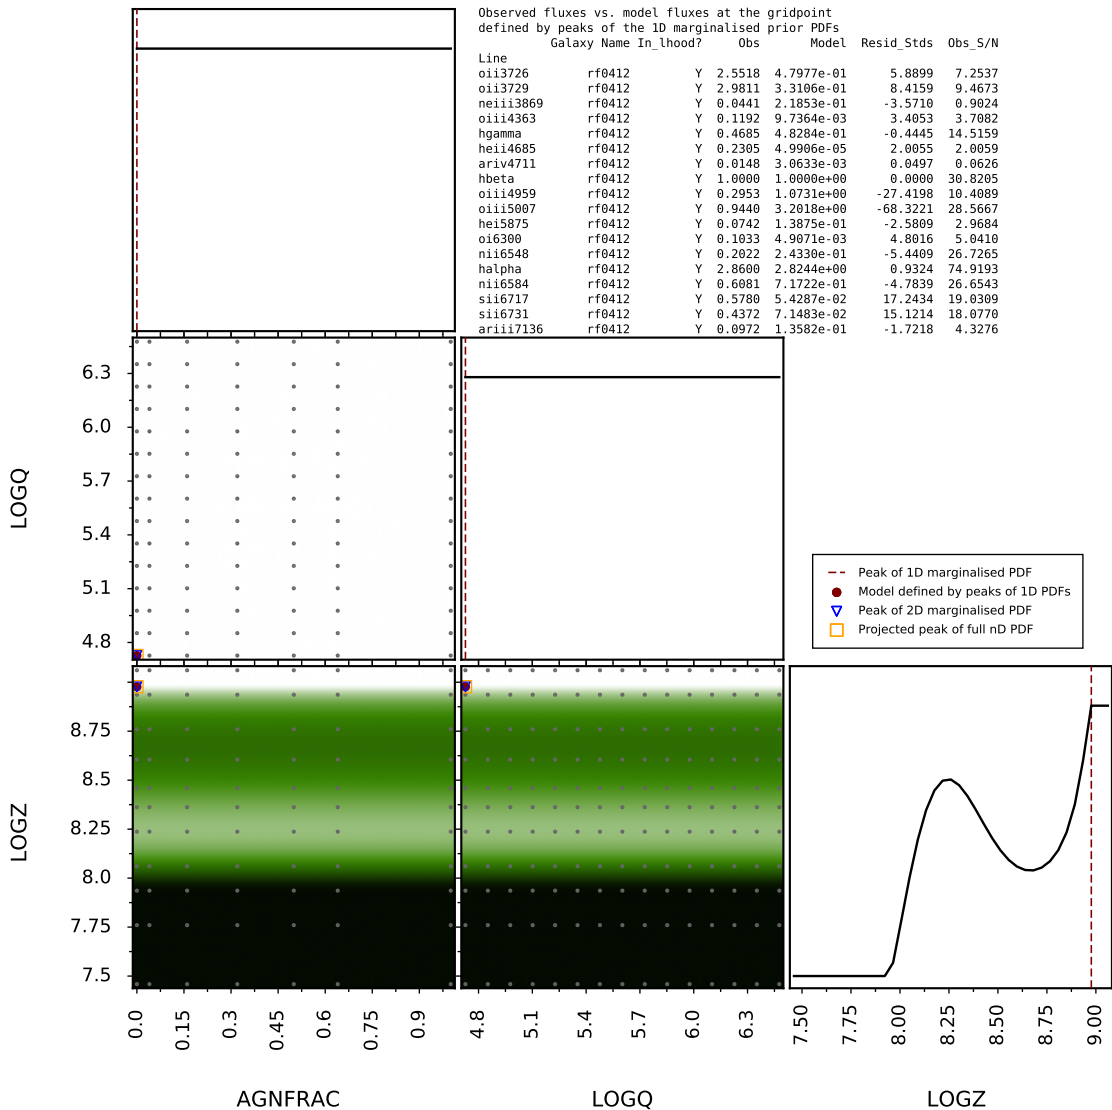 Observed fluxes vs. model fluxes at the gridpoint
defined by peaks of the 1D marginalised prior PDFs
Galaxy Name In_lhood? Obs Model Resid_Stds Obs_S/N
Line
oii3726 rf0412 Y 2.5518 4.7977e-01 5.8899 7.2537
oii3729 rf0412 Y 2.9811 3.3106e-01 8.4159 9.4673
neiii3869 rf0412 Y 0.0441 2.1853e-01 -3.5710 0.9024
oiii4363 rf0412 Y 0.1192 9.7364e-03 3.4053 3.7082
hgamma rf0412 Y 0.4685 4.8284e-01 -0.4445 14.5159
heii4685 rf0412 Y 0.2305 4.9906e-05 2.0055 2.0059
ariv4711 rf0412 Y 0.0148 3.0633e-03 0.0497 0.0626
hbeta rf0412 Y 1.0000 1.0000e+00 0.0000 30.8205
oiii4959 rf0412 Y 0.2953 1.0731e+00 -27.4198 10.4089
oiii5007 rf0412 Y 0.9440 3.2018e+00 -68.3221 28.5667
hei5875 rf0412 Y 0.0742 1.3875e-01 -2.5809 2.9684
oi6300 rf0412 Y 0.1033 4.9071e-03 4.8016 5.0410
nii6548 rf0412 Y 0.2022 2.4330e-01 -5.4409 26.7265
halpha rf0412 Y 2.8600 2.8244e+00 0.9324 74.9193
nii6584 rf0412 Y 0.6081 7.1722e-01 -4.7839 26.6543
sii6717 rf0412 Y 0.5780 5.4287e-02 17.2434 19.0309
sii6731 rf0412 Y 0.4372 7.1483e-02 15.1214 18.0770
ariii7136 rf0412 Y 0.0972 1.3582e-01 -1.7218 4.3276
6.3
6.0
5.7
5.4
5.1
4.8
LOGQ
Peak of 1D marginalised PDF
Model defined by peaks of 1D PDFs
Peak of 2D marginalised PDF
Projected peak of full nD PDF
8.75
8.5
8.25
8.0
7.75
7.5
LOGZ
0.0 0.15 0.3 0.45 0.6 0.75 0.9
4.8 5.1 5.4 5.7 6.0 6.3
7.50 7.75 8.00 8.25 8.50 8.75 9.00
AGNFRAC LOGQ LOGZ